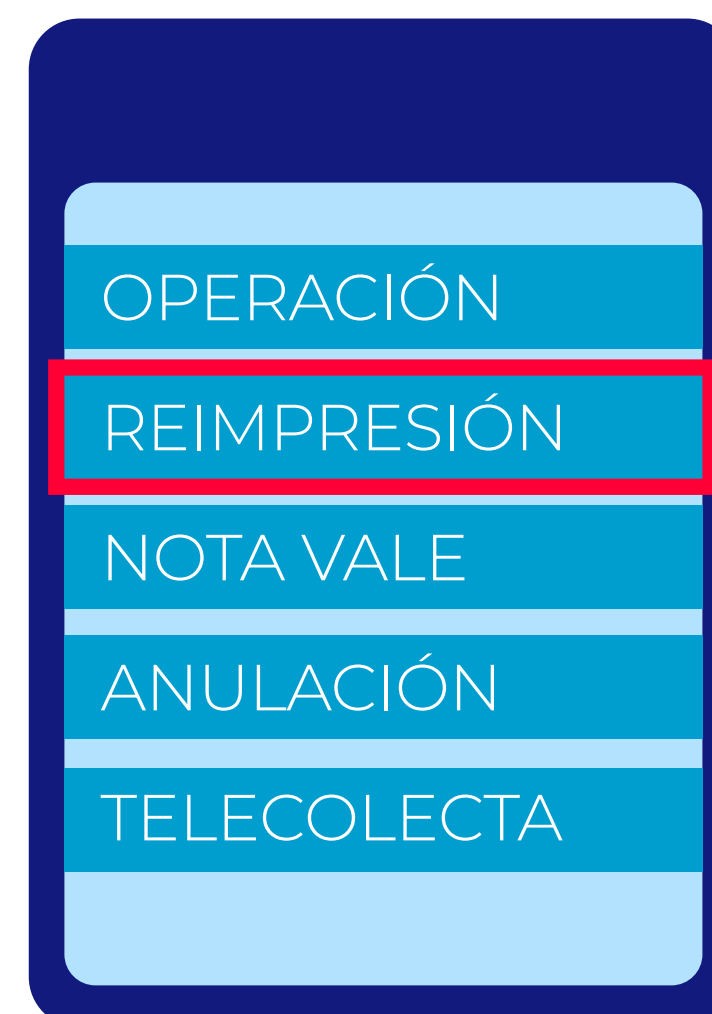 OPERACIÓN
REIMPRESIÓN
NOTA VALE
ANULACIÓN
TELECOLECTA